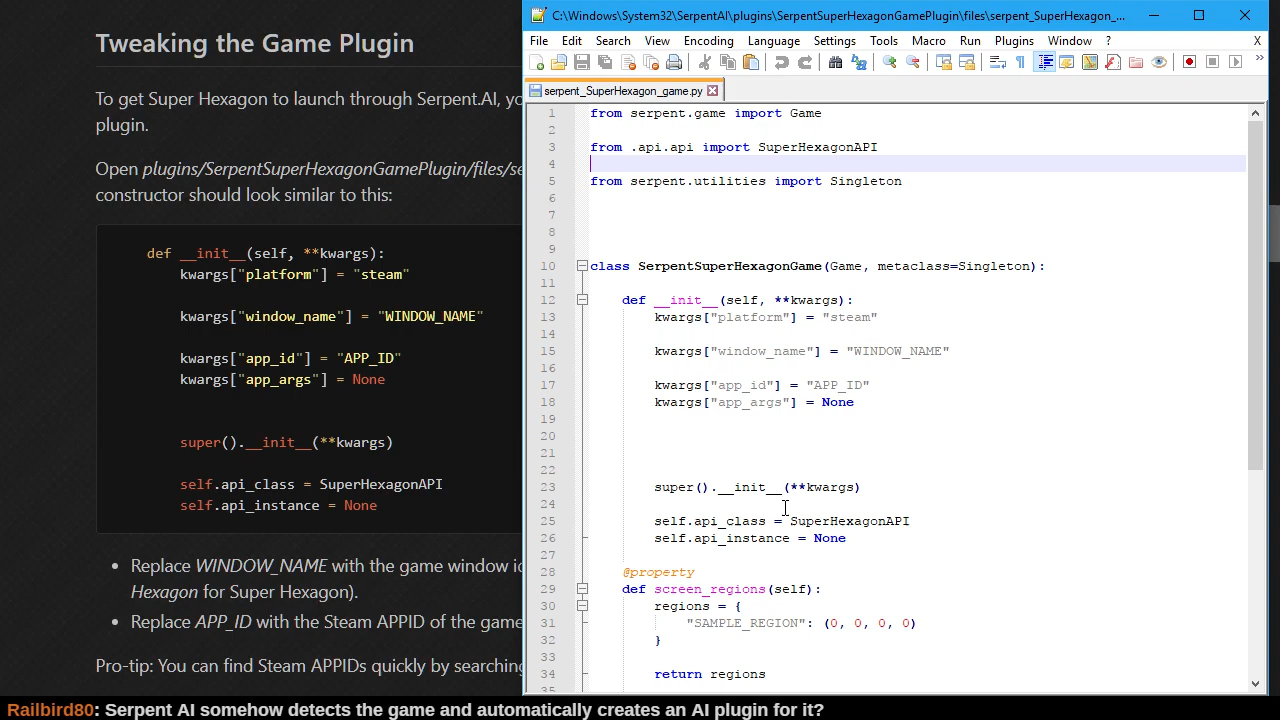 Tweaking the Game Plugin
To get Super Hexagon to launch through Serpent.AI, yo
plugin.
Open plugins/SerpentSuperHexagonGamePlugin/files/se
constructor should look similar to this:
def __init__(self, **kwargs):
kwargs["platform"] = "steam"
kwargs["window_name"] = "WINDOW_NAME"
kwargs["app_id"] = "APP_ID"
kwargs["app_args"] = None
super().__init__(**kwargs)
self.api_class = SuperHexagonAPI
self.api_instance = None
• Replace WINDOW_NAME with the game window ic
Hexagon for Super Hexagon).
• Replace APP_ID with the Steam APPID of the game
Pro-tip: You can find Steam APPIDs quickly by searching
C:\Windows\System32\SerpentAI\plugins\SerpentSuperHexagonGamePlugin\files\serpent_SuperHexagon_...
File Edit Search View Encoding Language Settings Tools Macro Run Plugins Window ? X
serpent_SuperHexagon_game.py
1 from serpent.game import Game
2
3 from .api.api import SuperHexagonAPI
4
5 from serpent.utilities import Singleton
6
7
8
9
10 class SerpentSuperHexagonGame(Game, metaclass=Singleton):
11
12 def __init__(self, **kwargs):
13 kwargs["platform"] = "steam"
14
15 kwargs["window_name"] = "WINDOW_NAME"
16
17 kwargs["app_id"] = "APP_ID"
18 kwargs["app_args"] = None
19
20
21
22
23 super().__init__(**kwargs)
24
25 self.api_class = SuperHexagonAPI
26 self.api_instance = None
27
28 @property
29 def screen_regions(self):
30 regions = {
31 "SAMPLE_REGION": (0, 0, 0, 0)
32 }
33
34 return regions
35
Railbird80: Serpent AI somehow detects the game and automatically creates an AI plugin for it?